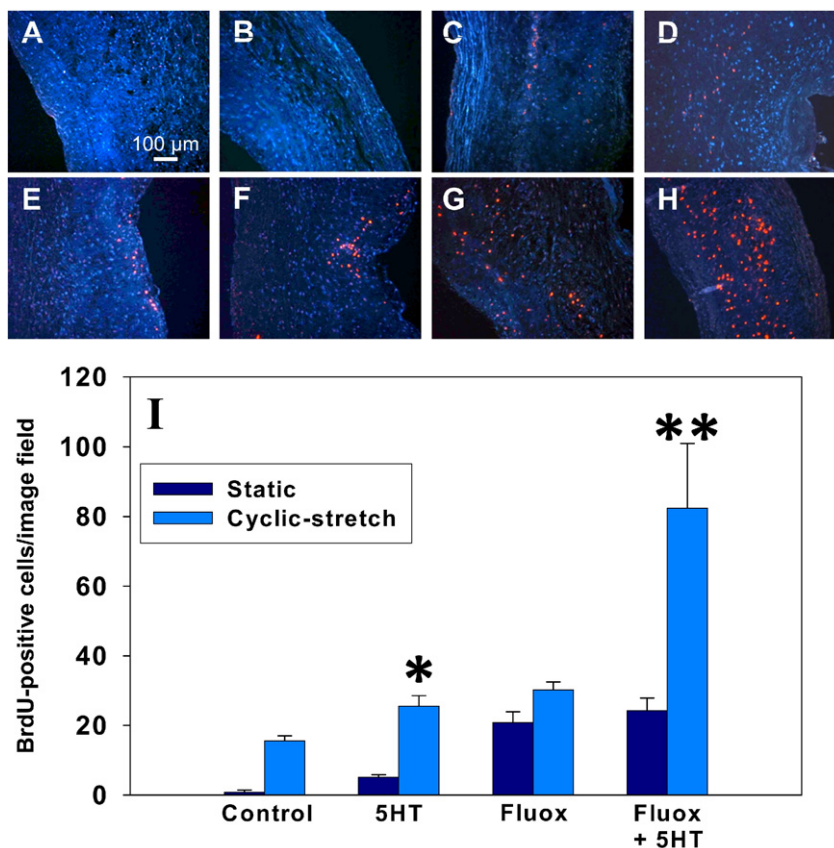 A
B
C
D
100 μm
E
F
G
H
I
120
100
80
60
40
20
0
BrdU-positive cells/image field
Static
Cyclic-stretch
*
**
Control
5HT
Fluox
Fluox
+ 5HT